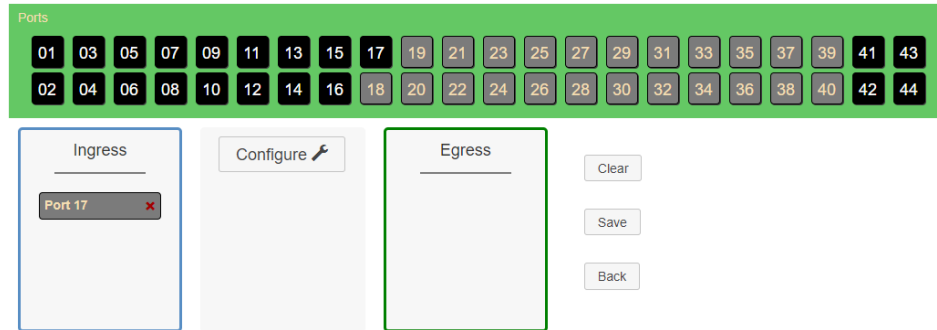 Ports
01 03 05 07 09 11 13 15 17 19 21 23 25 27 29 31 33 35 37 39 41 43
02 04 06 08 10 12 14 16 18 20 22 24 26 28 30 32 34 36 38 40 42 44
Ingress
Port 17
Configure
Egress
Clear
Save
Back